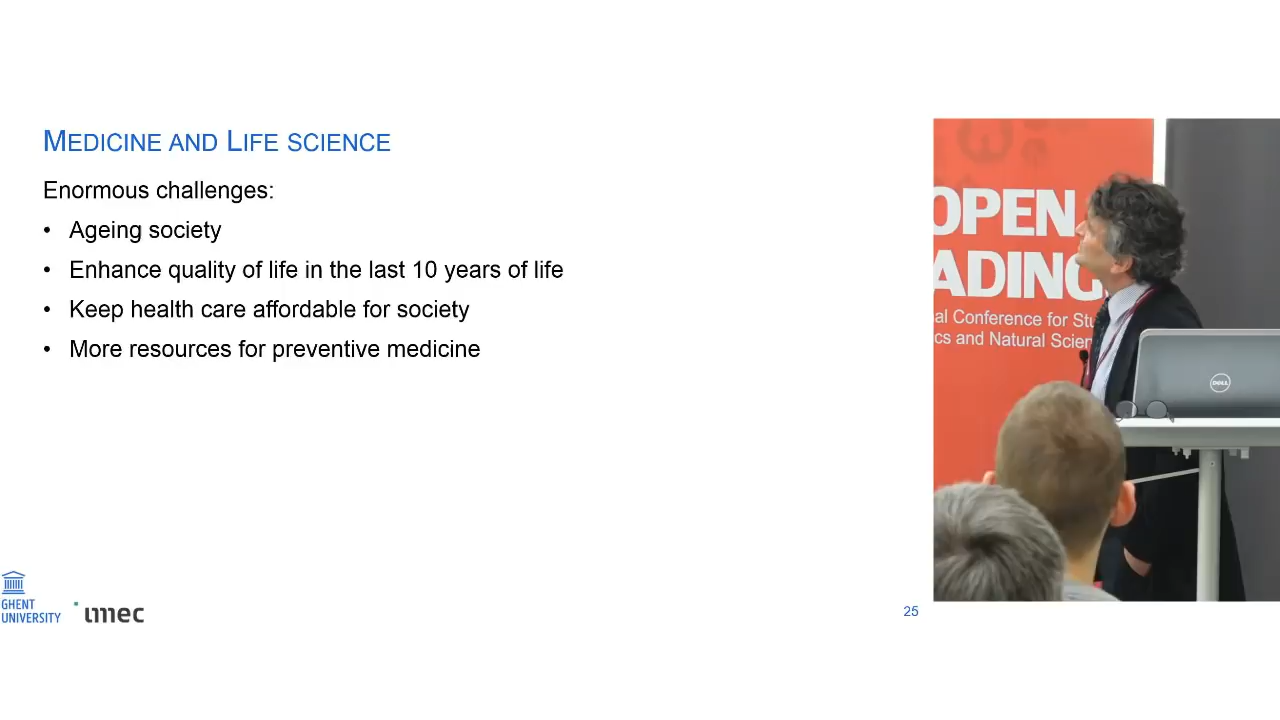 MEDICINE AND LIFE SCIENCE
Enormous challenges:
• Ageing society
• Enhance quality of life in the last 10 years of life
• Keep health care affordable for society
• More resources for preventive medicine
GHENT
UNIVERSITY
imec
25
OPEN
ADING
al Conference for Stu
cs and Natural Scien
DELL